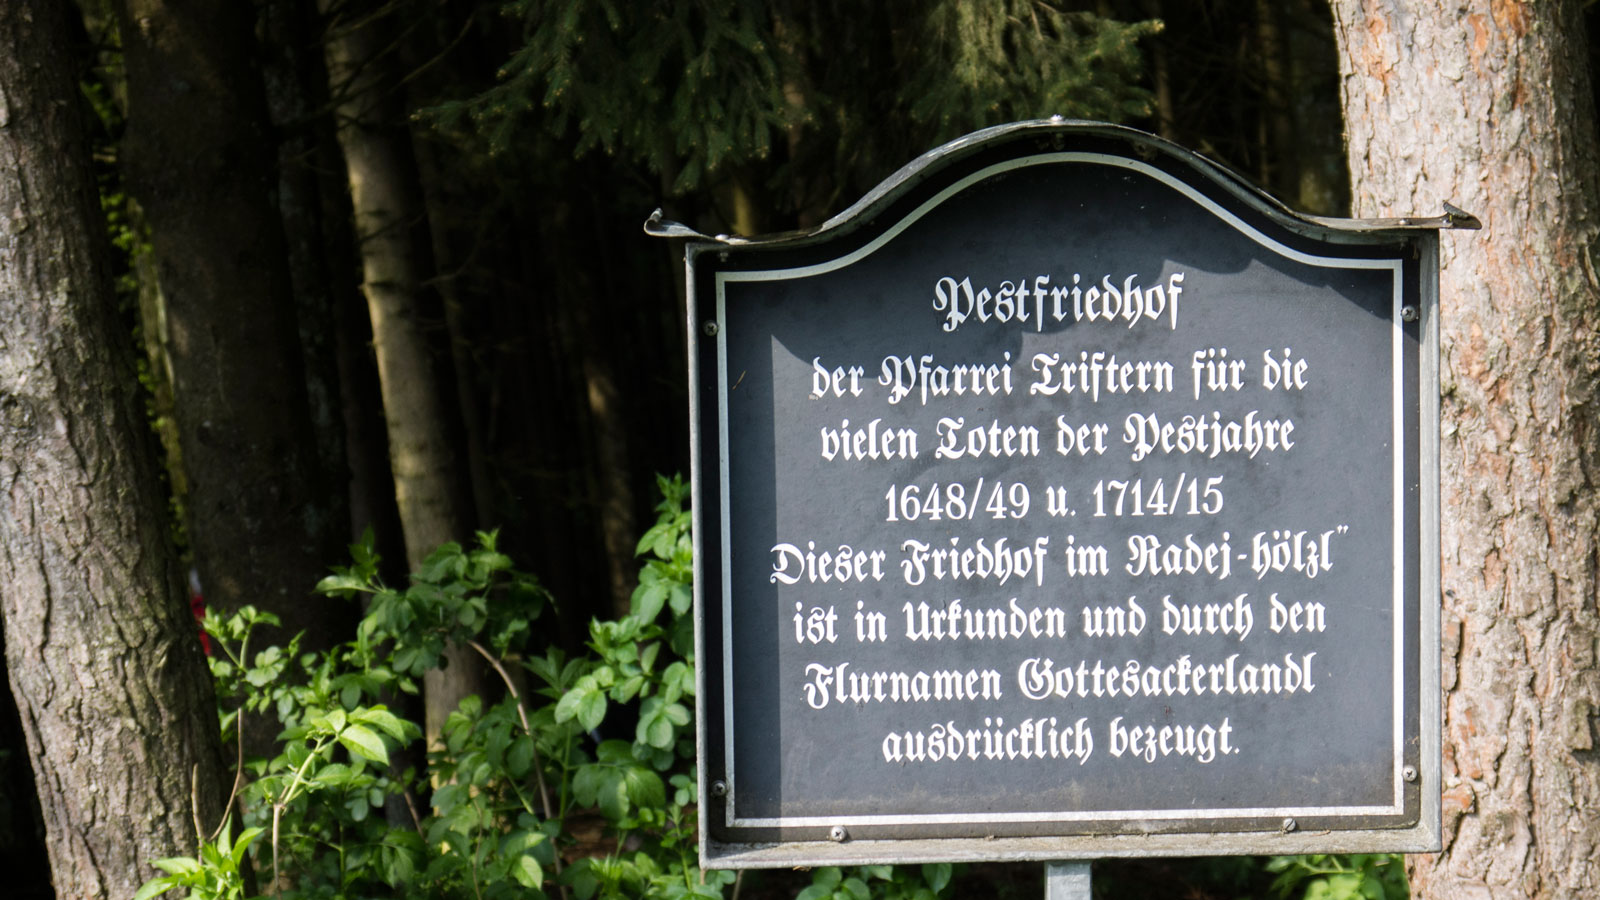 Pestfriedhof
der Pfarrei Triftern für die
vielen Toten der Pestjahre
1648/49 u. 1714/15
Dieser Friedhof im Radej-hölzl"
ist in Urkunden und durch den
Flurnamen Gottesackerlandl
ausdrücklich bezeugt.